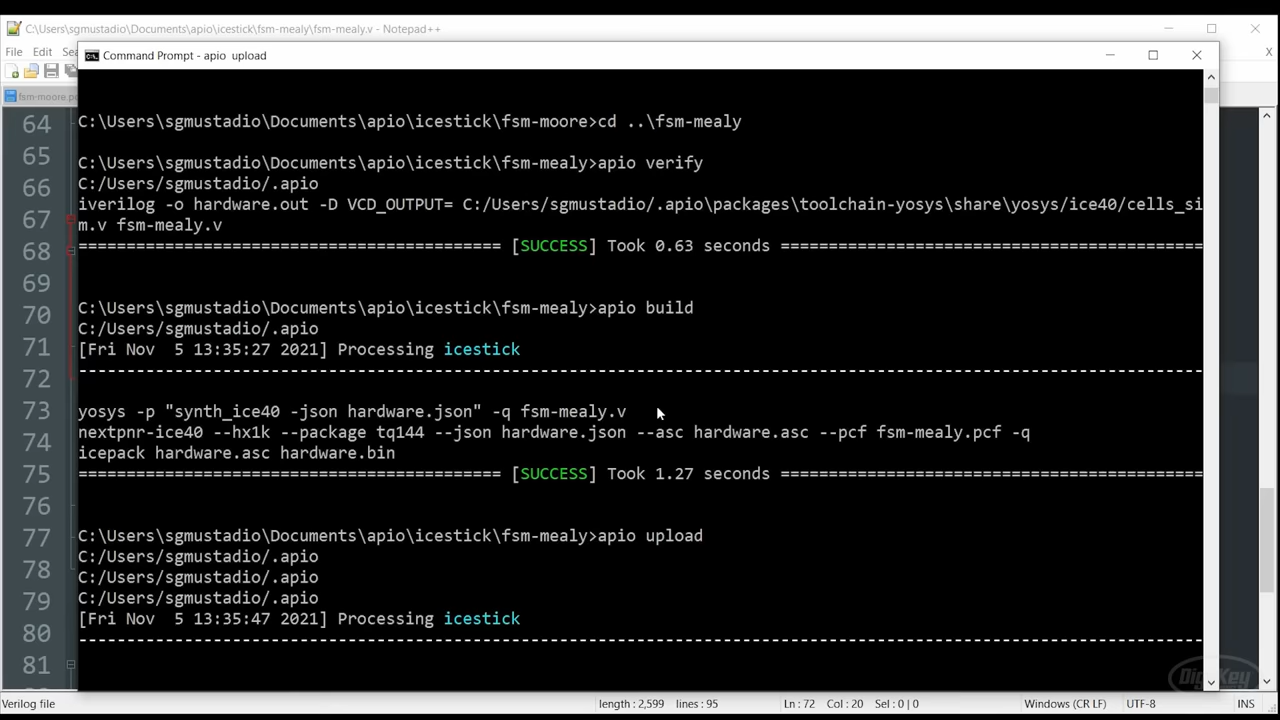 C:\Users\sgmustadio\Documents\apio\icestick\fsm-mealy\fsm-mealy.v - Notepad++
File Edit Sea
Command Prompt - apio  upload
fsm-moore.p
64
65
66
67
68
69
70
71
72
73
74
75
76
77
78
79
80
81
C:\Users\sgmustadio\Documents\apio\icestick\fsm-moore>cd ..\fsm-mealy
C:\Users\sgmustadio\Documents\apio\icestick\fsm-mealy>apio verify
C:/Users/sgmustadio/.apio
iverilog -o hardware.out -D VCD_OUTPUT= C:/Users/sgmustadio/.apio\packages\toolchain-yosys\share\yosys/ice40/cells_si
m.v fsm-mealy.v
============================================ [SUCCESS] Took 0.63 seconds =============================================
C:\Users\sgmustadio\Documents\apio\icestick\fsm-mealy>apio build
C:/Users/sgmustadio/.apio
[Fri Nov  5 13:35:27 2021] Processing icestick
----------------------------------------------------------------------------------------------------------------------
yosys -p "synth_ice40 -json hardware.json" -q fsm-mealy.v
nextpnr-ice40 --hx1k --package tq144 --json hardware.json --asc hardware.asc --pcf fsm-mealy.pcf -q
icepack hardware.asc hardware.bin
============================================ [SUCCESS] Took 1.27 seconds =============================================
C:\Users\sgmustadio\Documents\apio\icestick\fsm-mealy>apio upload
C:/Users/sgmustadio/.apio
C:/Users/sgmustadio/.apio
C:/Users/sgmustadio/.apio
[Fri Nov  5 13:35:47 2021] Processing icestick
----------------------------------------------------------------------------------------------------------------------
DigiKey
Verilog file length : 2,599 lines : 95 Ln : 72 Col : 20 Sel : 0 | 0 Windows (CR LF) UTF-8 INS